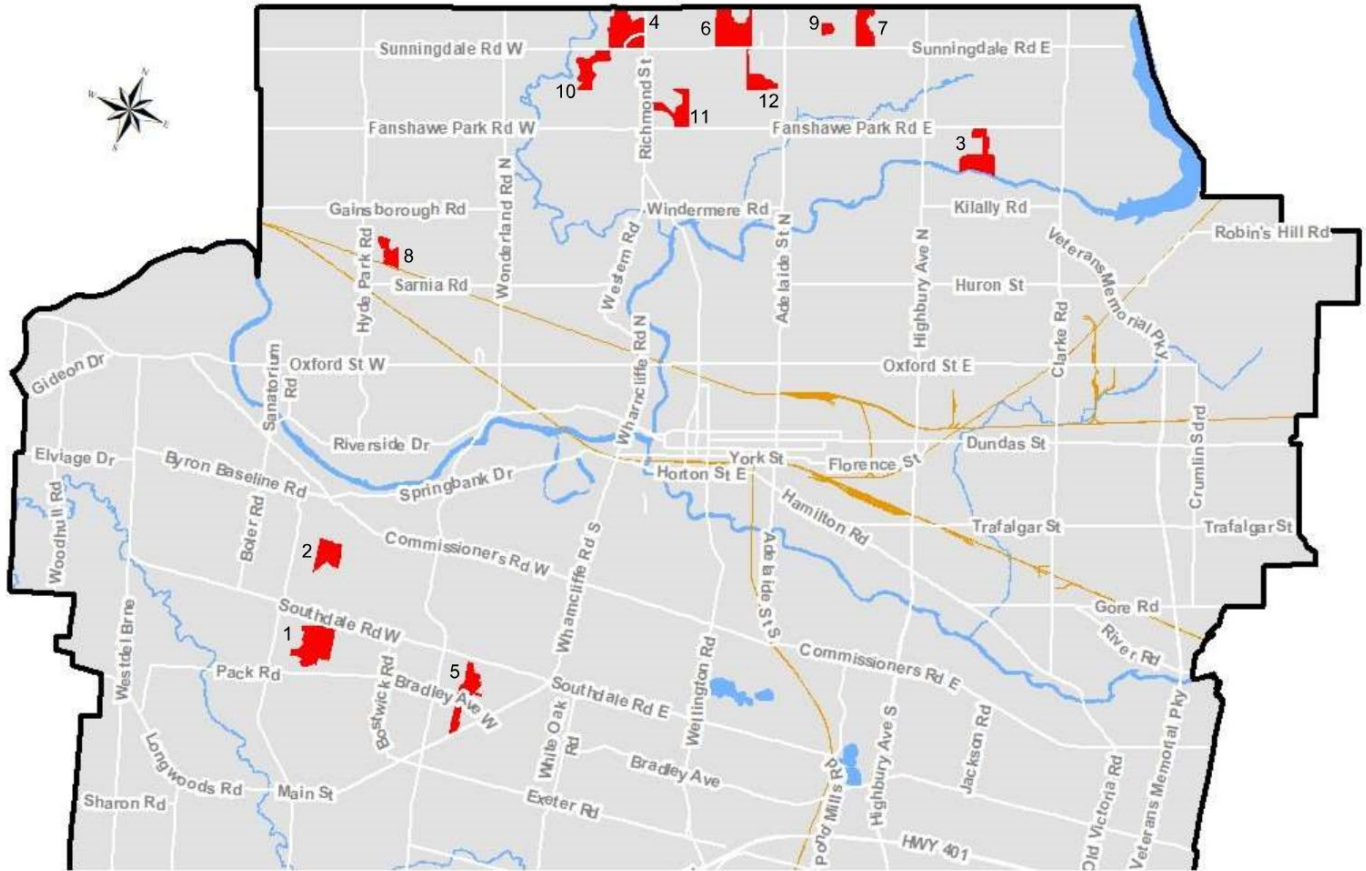 4
6
9
7
Sunningdale Rd W
Sunningdale Rd E
N
W
E
S
10
12
11
Richmond St
Fanshawe Park Rd W
Fanshawe Park Rd E
3
Gainsborough Rd
Wonderland Rd N
Windermere Rd
Kilally Rd
Robin's Hill Rd
Hyde Park Rd
8
Sarnia Rd
Western Rd
Adelaide St N
Highbury Ave N
Huron St
Veterans Memorial Pky
Clarke Rd
Gideon Dr
Sanatorium
Rd
Oxford St W
Wharncliffe Rd N
Oxford St E
Riverside Dr
Dundas St
Crumlin Sdrd
Elviage Dr
Byron Baseline Rd
Springbank Dr
York St
Horton St E
Florence St
Woodhull Rd
Boler Rd
2
Commissioners Rd W
Wharncliffe Rd S
Hamilton Rd
Adelaide St S
Trafalgar St
Trafalgar St
Southdale Rd W
1
Gore Rd
River Rd
Westdel Brne
Pack Rd
Bostwick Rd
5
Bradley Ave W
Southdale Rd E
Wellington Rd
Commissioners Rd E
Longwoods Rd
White Oak
Rd
Bradley Ave
Sharon Rd
Main St
Exeter Rd
Pond Mills Rd
Highbury Ave S
Jackson Rd
HWY 401
Old Victoria Rd
Veterans Memorial Pky